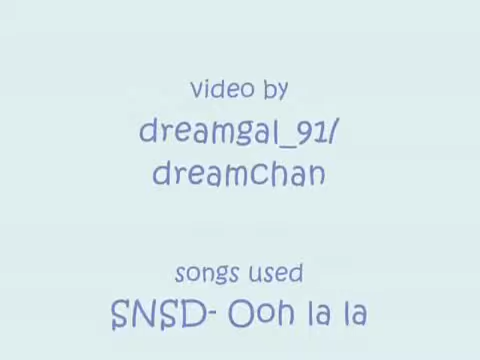 video by
dreamgal_91/
dreamchan
songs used
SNSD- Ooh la la